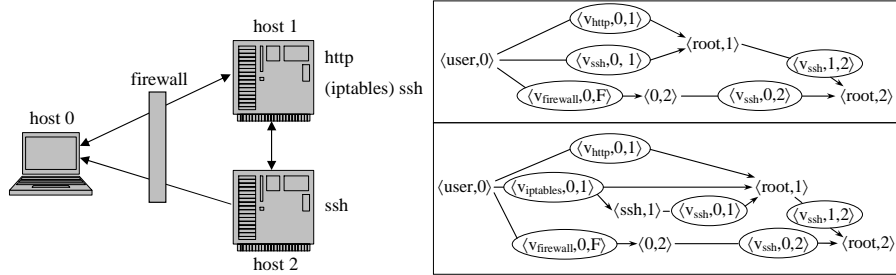 host 1
http
(iptables) ssh
firewall
host 0
ssh
host 2
⟨v_http,0,1⟩
⟨user,0⟩
⟨v_ssh,0, 1⟩
⟨root,1⟩
⟨v_ssh,1,2⟩
⟨v_firewall,0,F⟩
⟨0,2⟩
⟨v_ssh,0,2⟩
⟨root,2⟩
⟨v_http,0,1⟩
⟨user,0⟩
⟨v_iptables,0,1⟩
⟨root,1⟩
⟨ssh,1⟩
⟨v_ssh,0,1⟩
⟨v_ssh,1,2⟩
⟨v_firewall,0,F⟩
⟨0,2⟩
⟨v_ssh,0,2⟩
⟨root,2⟩